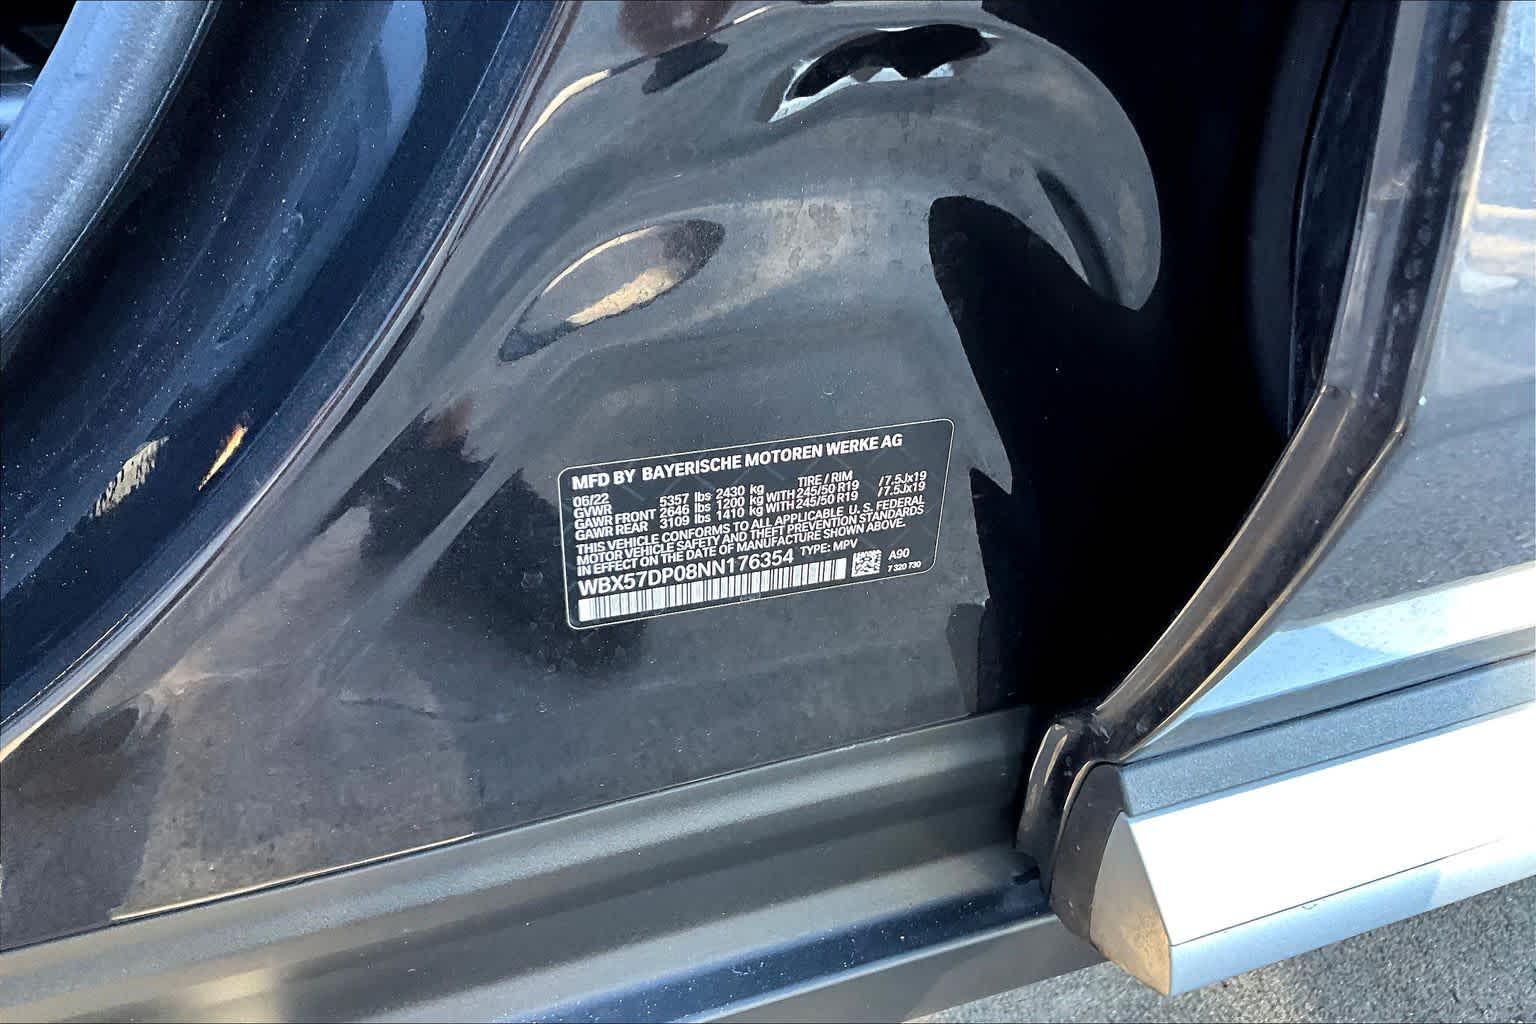 MFD BY BAYERISCHE MOTOREN WERKE AG
06/22 TIRE / RIM
GVWR 5357 lbs 2430 kg
GAWR FRONT 2646 lbs 1200 kg WITH 245/50 R19 /7.5Jx19
GAWR REAR 3109 lbs 1410 kg WITH 245/50 R19 /7.5Jx19
THIS VEHICLE CONFORMS TO ALL APPLICABLE U. S. FEDERAL
MOTOR VEHICLE SAFETY AND THEFT PREVENTION STANDARDS
IN EFFECT ON THE DATE OF MANUFACTURE SHOWN ABOVE.
WBX57DP08NN176354 TYPE: MPV
A90
7 320 730